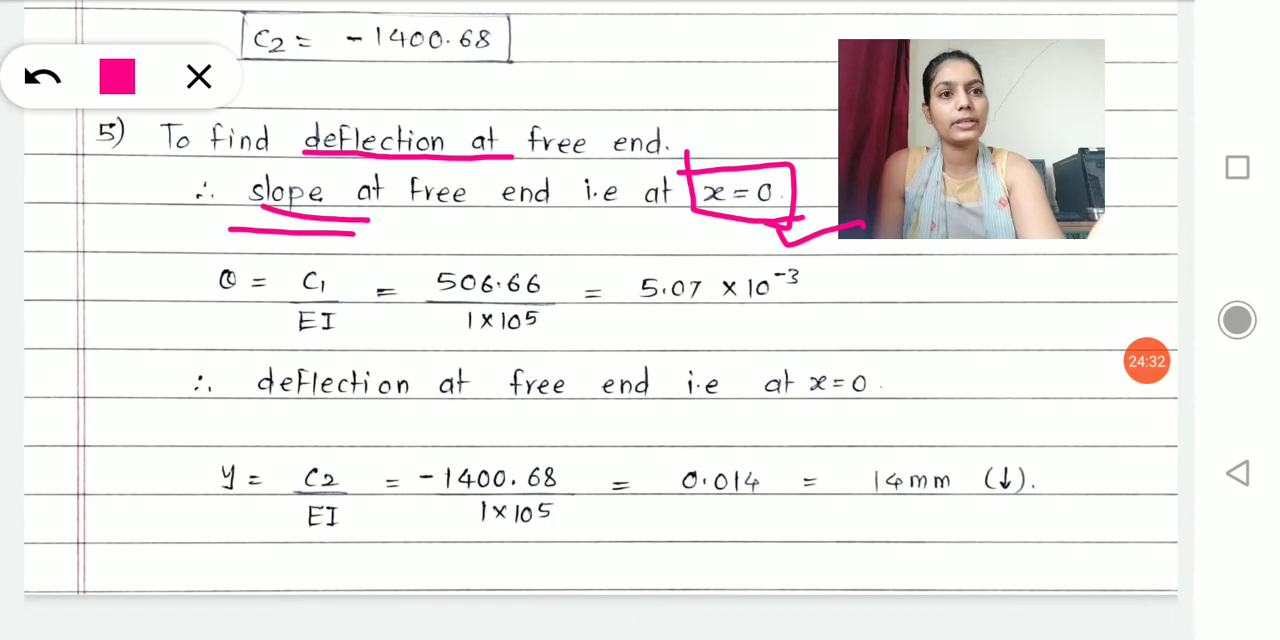 C2 = - 1400.68
5) To find deflection at free end.
∴ slope at free end i.e at x = 0.
θ = C1/EI = 506.66/1 × 10⁵ = 5.07 × 10⁻³
24:32
∴ deflection at free end i.e at x = 0.
y = C2/EI = -1400.68/1 × 10⁵ = 0.014 = 14mm (↓).